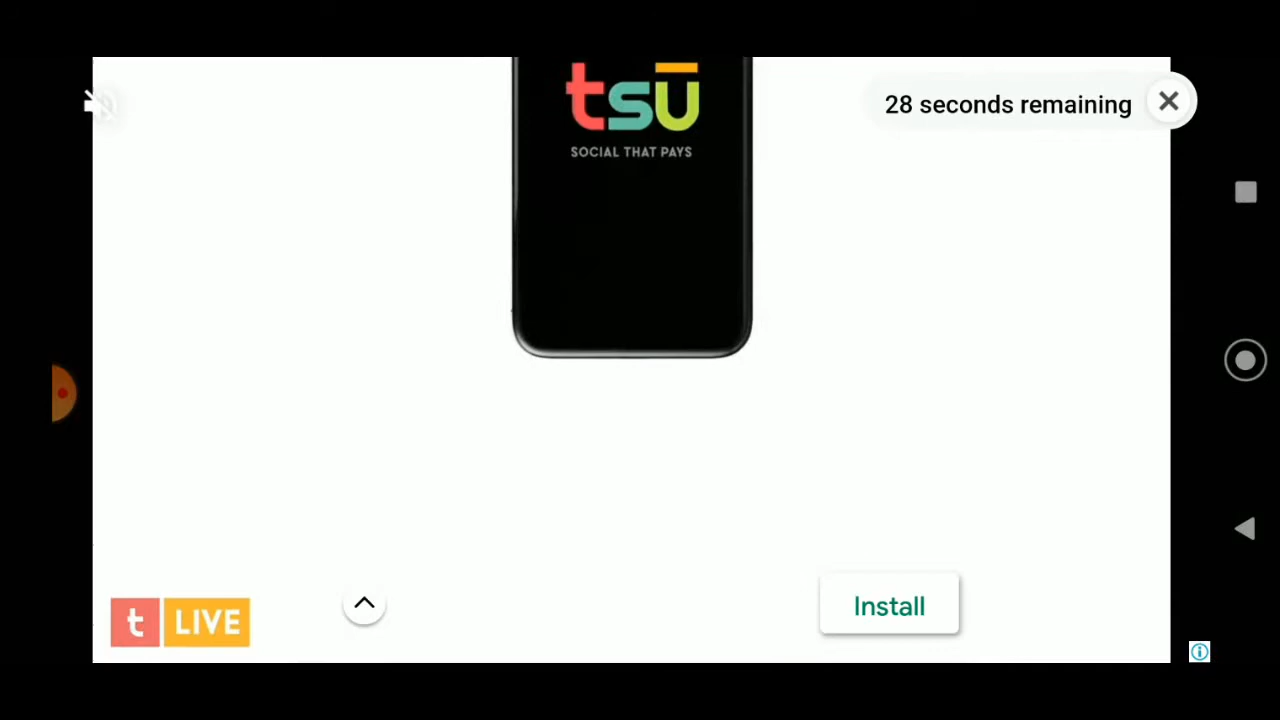 tsū
SOCIAL THAT PAYS
28 seconds remaining
t LIVE
Install